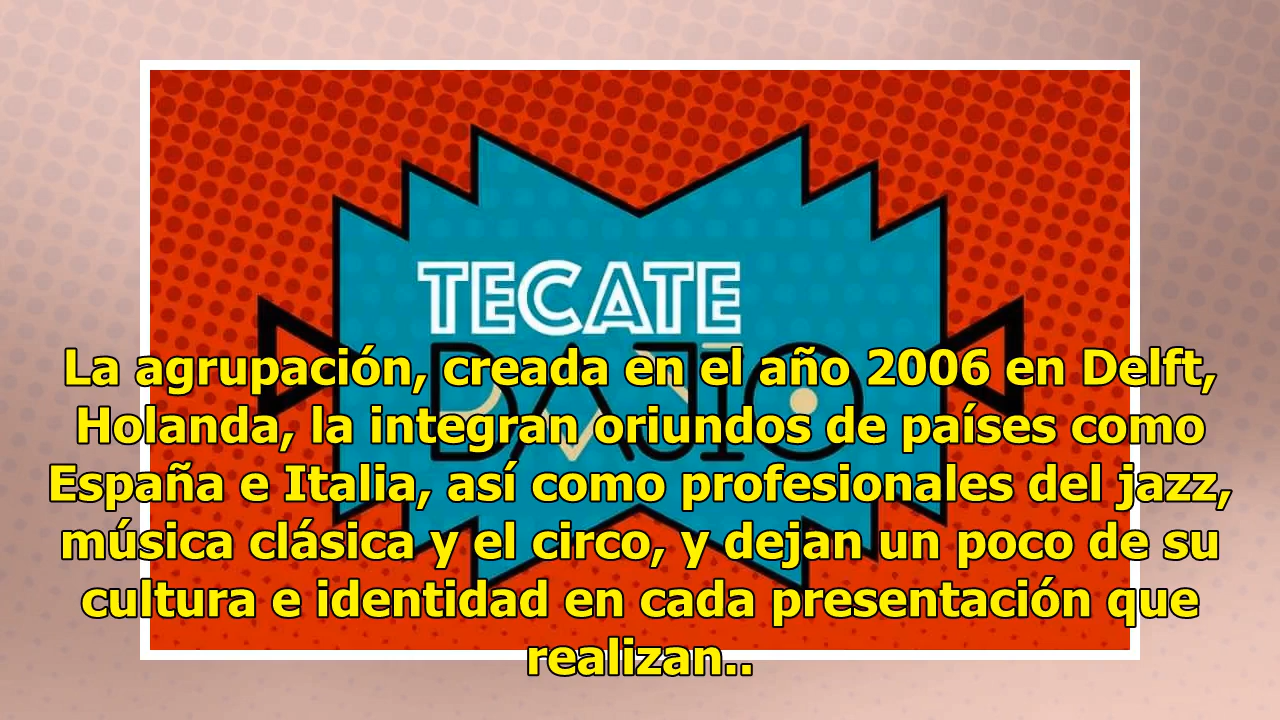 TECATE
La agrupación, creada en el año 2006 en Delft,
Holanda, la integran oriundos de países como
España e Italia, así como profesionales del jazz,
música clásica y el circo, y dejan un poco de su
cultura e identidad en cada presentación que
realizan..